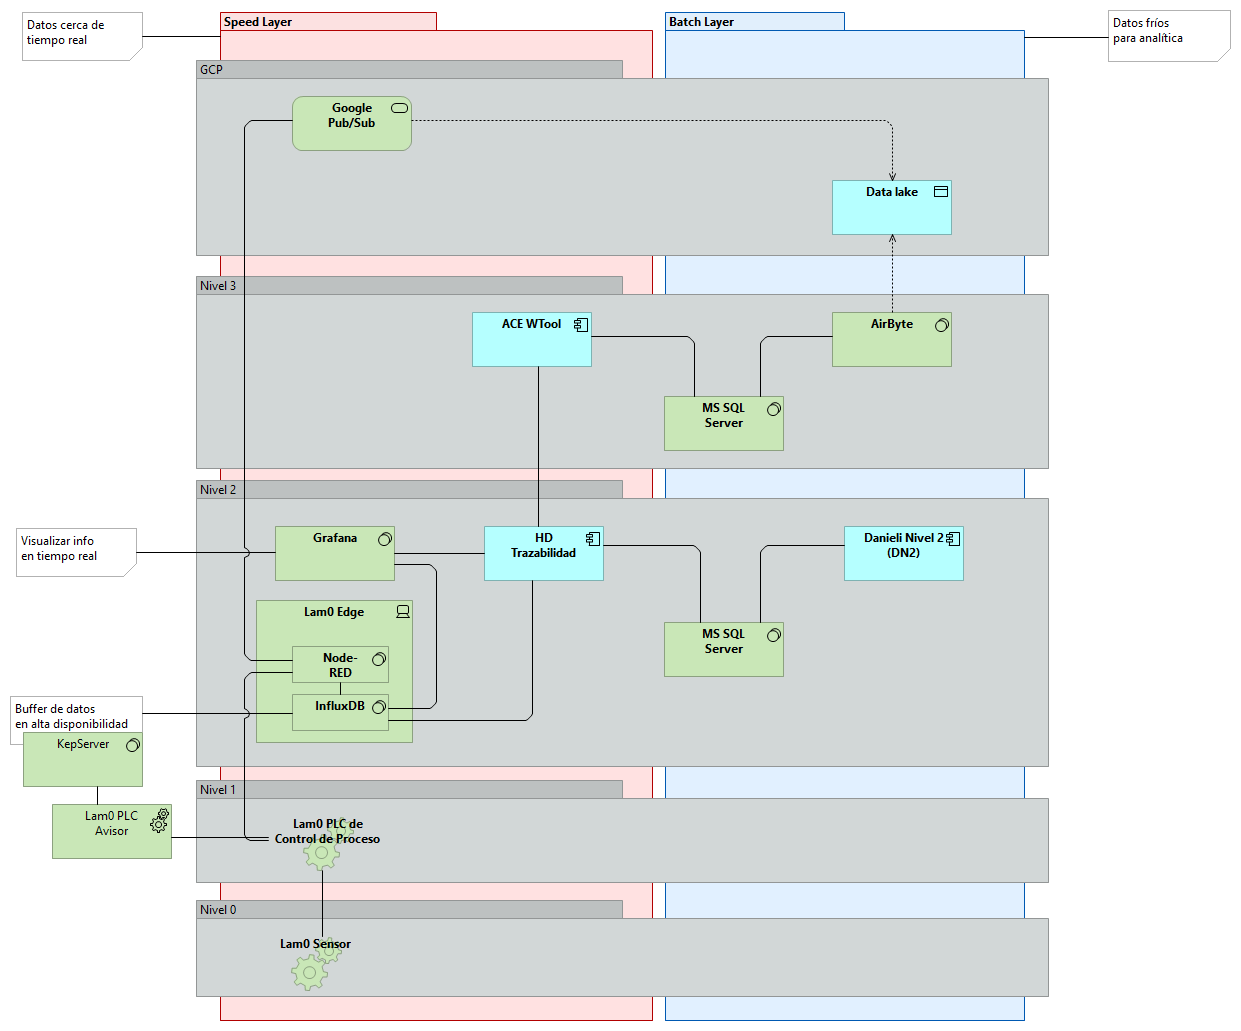 Datos cerca de
tiempo real
Speed Layer
Batch Layer
Datos fríos
para analítica
GCP
Google
Pub/Sub
Data lake
Nivel 3
ACE WTool
AirByte
MS SQL
Server
Nivel 2
Visualizar info
en tiempo real
Grafana
HD
Trazabilidad
Danieli Nivel 2
(DN2)
Lam0 Edge
MS SQL
Server
Node-
RED
InfluxDB
Buffer de datos
en alta disponibilidad
KepServer
Nivel 1
Lam0 PLC
Avisor
Lam0 PLC de
Control de Proceso
Nivel 0
Lam0 Sensor